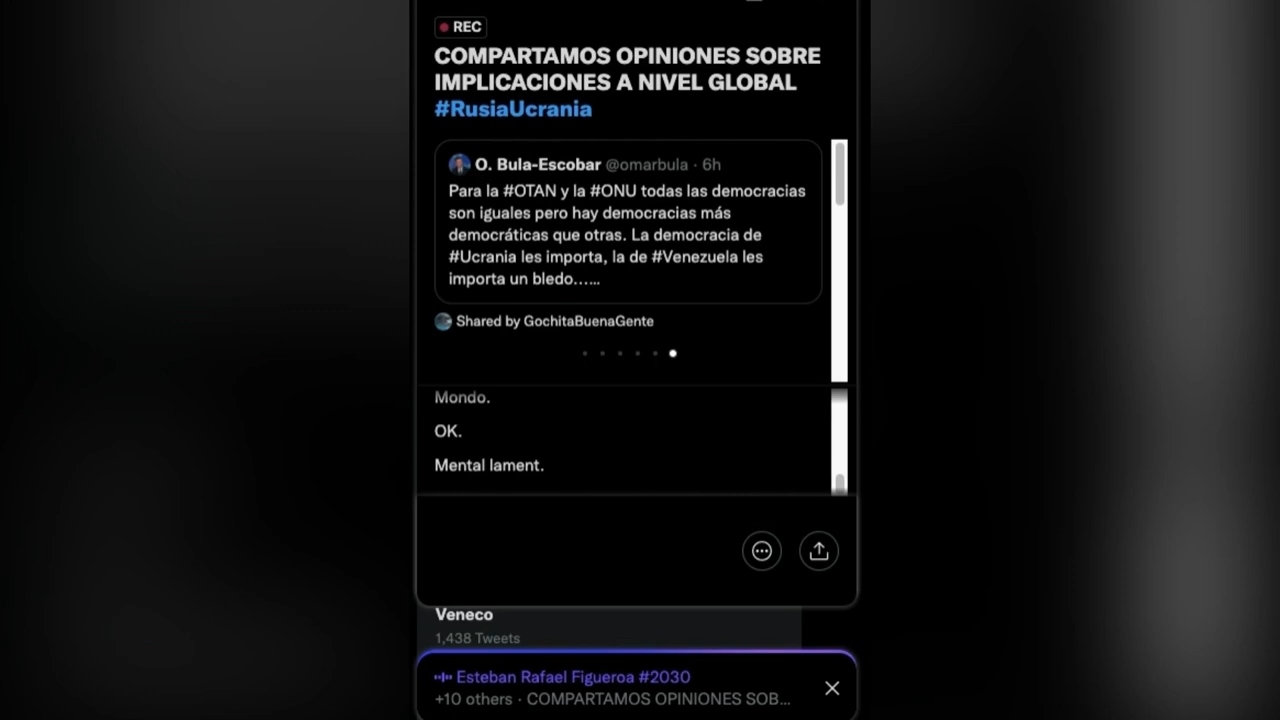 REC
COMPARTAMOS OPINIONES SOBRE
IMPLICACIONES A NIVEL GLOBAL
#RusiaUcrania
O. Bula-Escobar @omarbula · 6h
Para la #OTAN y la #ONU todas las democracias
son iguales pero hay democracias más
democráticas que otras. La democracia de
#Ucrania les importa, la de #Venezuela les
importa un bledo......
Shared by GochitaBuenaGente
Mondo.
OK.
Mental lament.
Veneco
1,438 Tweets
Esteban Rafael Figueroa #2030
+10 others · COMPARTAMOS OPINIONES SOB...